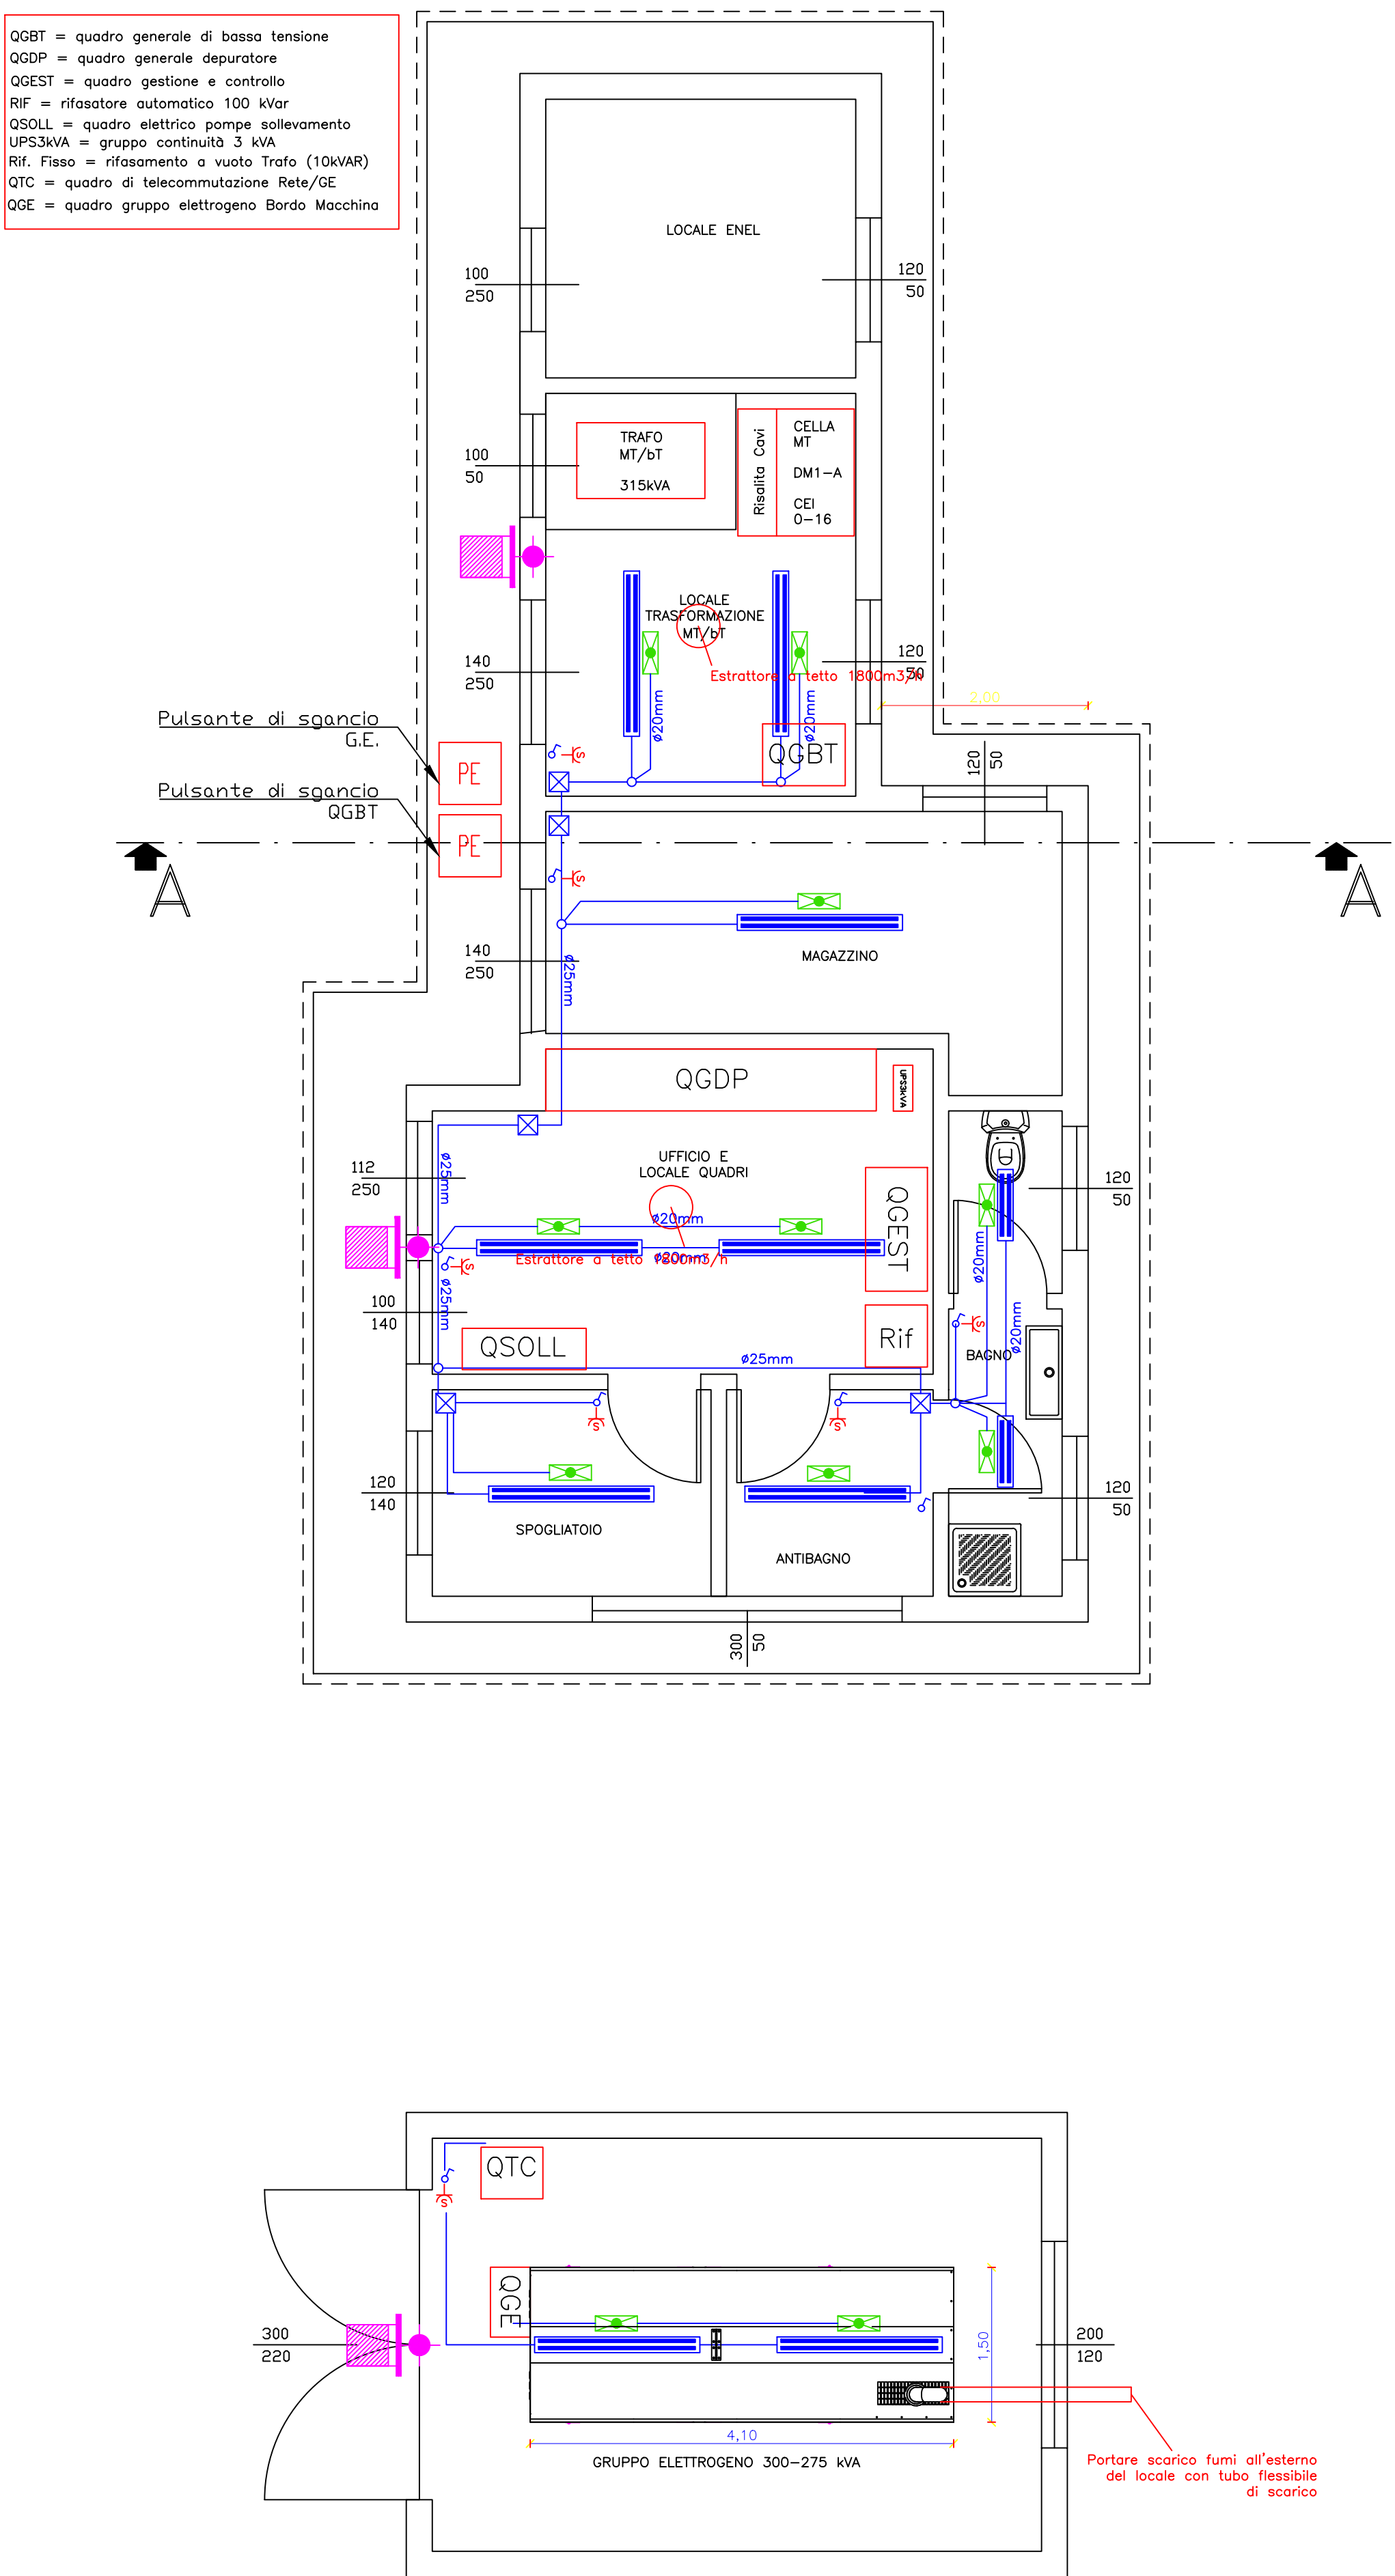 QGBT = quadro generale di bassa tensione
QGDP = quadro generale depuratore
QGEST = quadro gestione e controllo
RIF = rifasatore automatico 100 kVar
QSOLL = quadro elettrico pompe sollevamento
UPS3kVA = gruppo continuità 3 kVA
Rif. Fisso = rifasamento a vuoto Trafo (10kVAR)
QTC = quadro di telecommutazione Rete/GE
QGE = quadro gruppo elettrogeno Bordo Macchina
LOCALE ENEL
100
250
120
50
TRAFO
MT/bT
315kVA
Risalita Cavi
CELLA
MT
DM1-A
CEI
0-16
100
50
LOCALE
TRASFORMAZIONE
MT/bT
Estrattore a tetto 1800m3/h
140
250
120
50
2,00
ø20mm
ø20mm
QGBT
S
Pulsante di sgancio
G.E.
PE
Pulsante di sgancio
QGBT
PE
120
50
A
A
S
MAGAZZINO
140
250
ø25mm
QGDP
UPS3kVA
UFFICIO E
LOCALE QUADRI
112
250
ø25mm
QGEST
120
50
ø20mm
ø20mm
Estrattore a tetto 1800m3/h
S
ø25mm
ø20mm
ø20mm
100
140
QSOLL
Rif
S
BAGNO
ø25mm
S
S
120
140
120
50
SPOGLIATOIO
ANTIBAGNO
300
50
QTC
S
QGE
300
220
200
120
1,50
4,10
GRUPPO ELETTROGENO 300-275 kVA
Portare scarico fumi all'esterno
del locale con tubo flessibile
di scarico